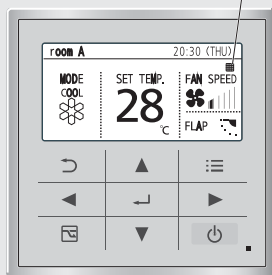 room A 20:30 (THU)
MODE SET TEMP. FAN SPEED
COOL
28 °C
FLAP